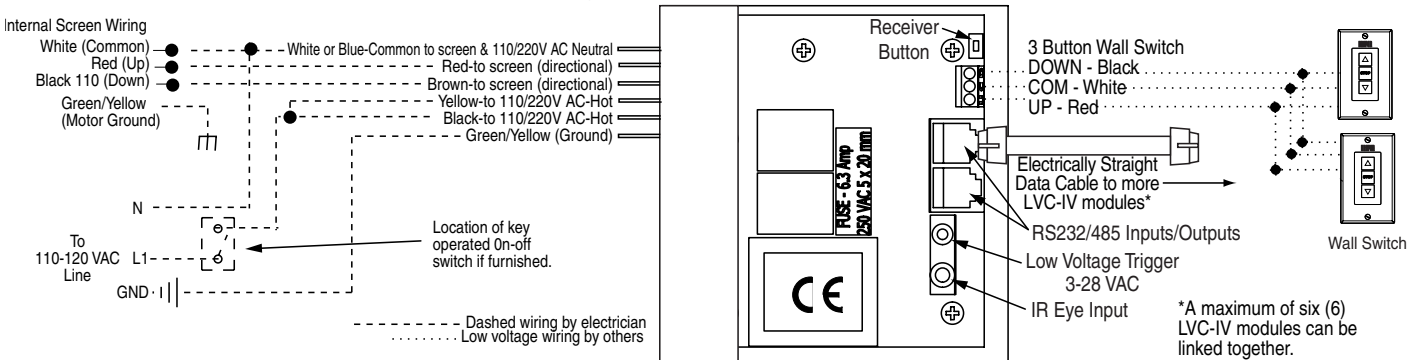 Internal Screen Wiring
White (Common)
Red (Up)
Black 110 (Down)
Green/Yellow
(Motor Ground)
White or Blue-Common to screen & 110/220V AC Neutral
Red-to screen (directional)
Brown-to screen (directional)
Yellow-to 110/220V AC-Hot
Black-to 110/220V AC-Hot
Green/Yellow (Ground)
N
To
110-120 VAC
Line
L1
GND
Location of key
operated 0n-off
switch if furnished.
Dashed wiring by electrician
Low voltage wiring by others
FUSE - 6.3 Amp
250 VAC 5 x 20 mm
CE
Receiver
Button
3 Button Wall Switch
DOWN - Black
COM - White
UP - Red
Electrically Straight
Data Cable to more
LVC-IV modules*
RS232/485 Inputs/Outputs
Low Voltage Trigger
3-28 VAC
IR Eye Input
Wall Switch
*A maximum of six (6)
LVC-IV modules can be
linked together.